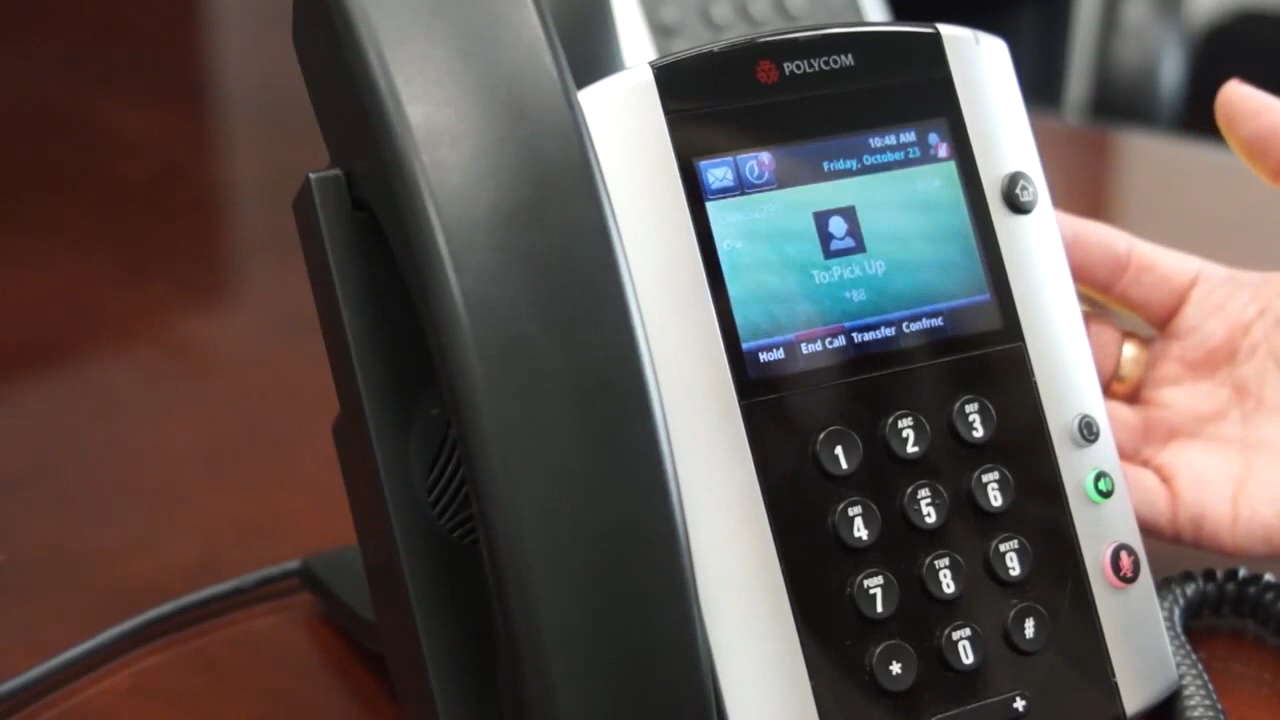 POLYCOM
10:48 AM
Friday, October 23
To:Pick Up
*88
Hold End Call Transfer Confrnc
1 ABC 2 DEF 3
GHI 4 JKL 5 MNO 6
PQRS 7 TUV 8 WXYZ 9
* OPER 0 #
+